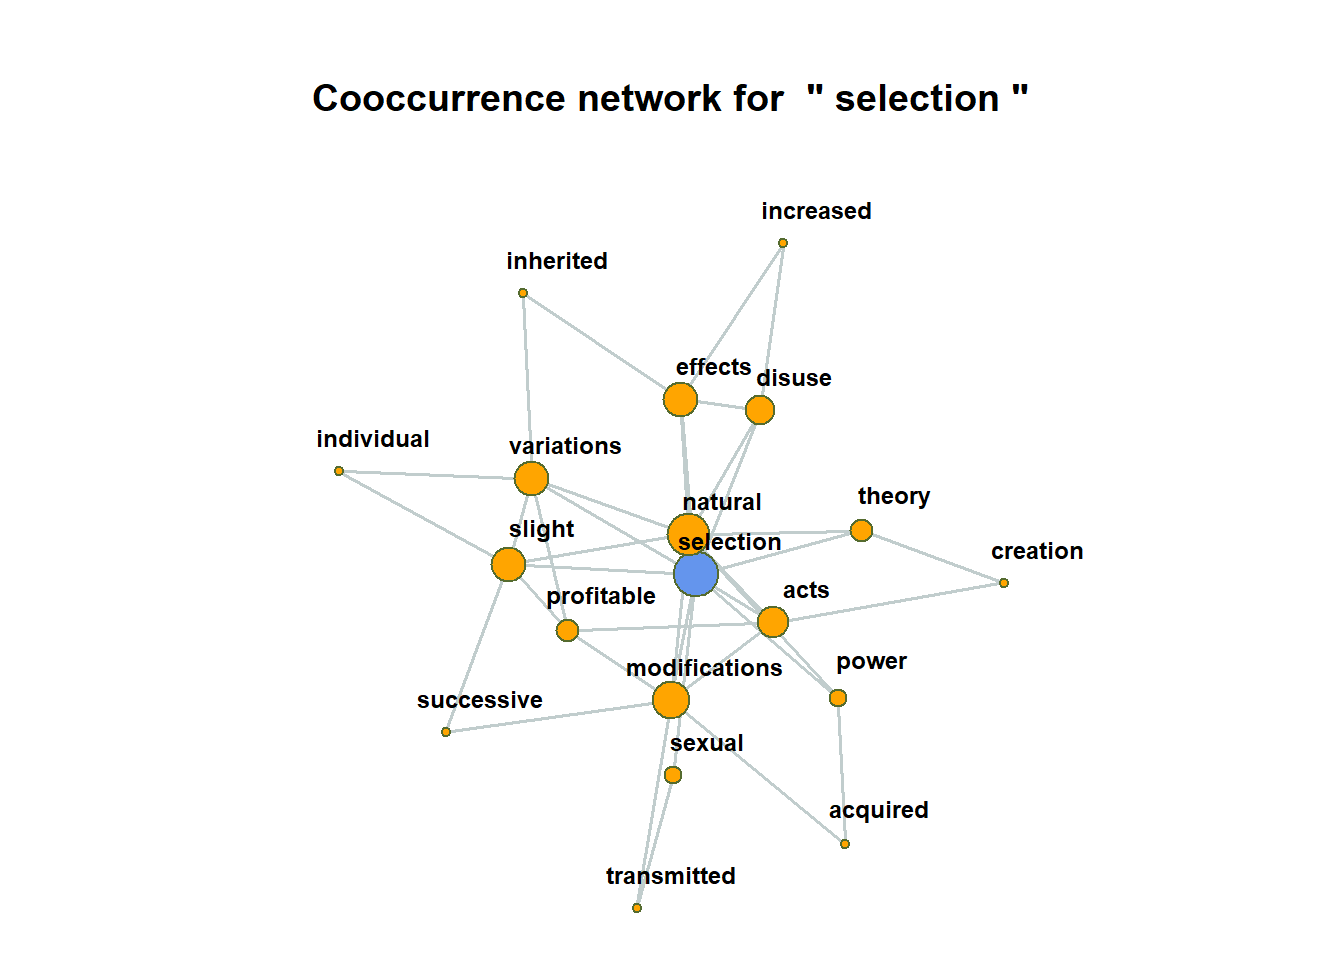 Cooccurrence network for " selection "
increased
inherited
effects
disuse
individual
variations
theory
natural
slight
selection
creation
acts
profitable
power
modifications
successive
sexual
acquired
transmitted